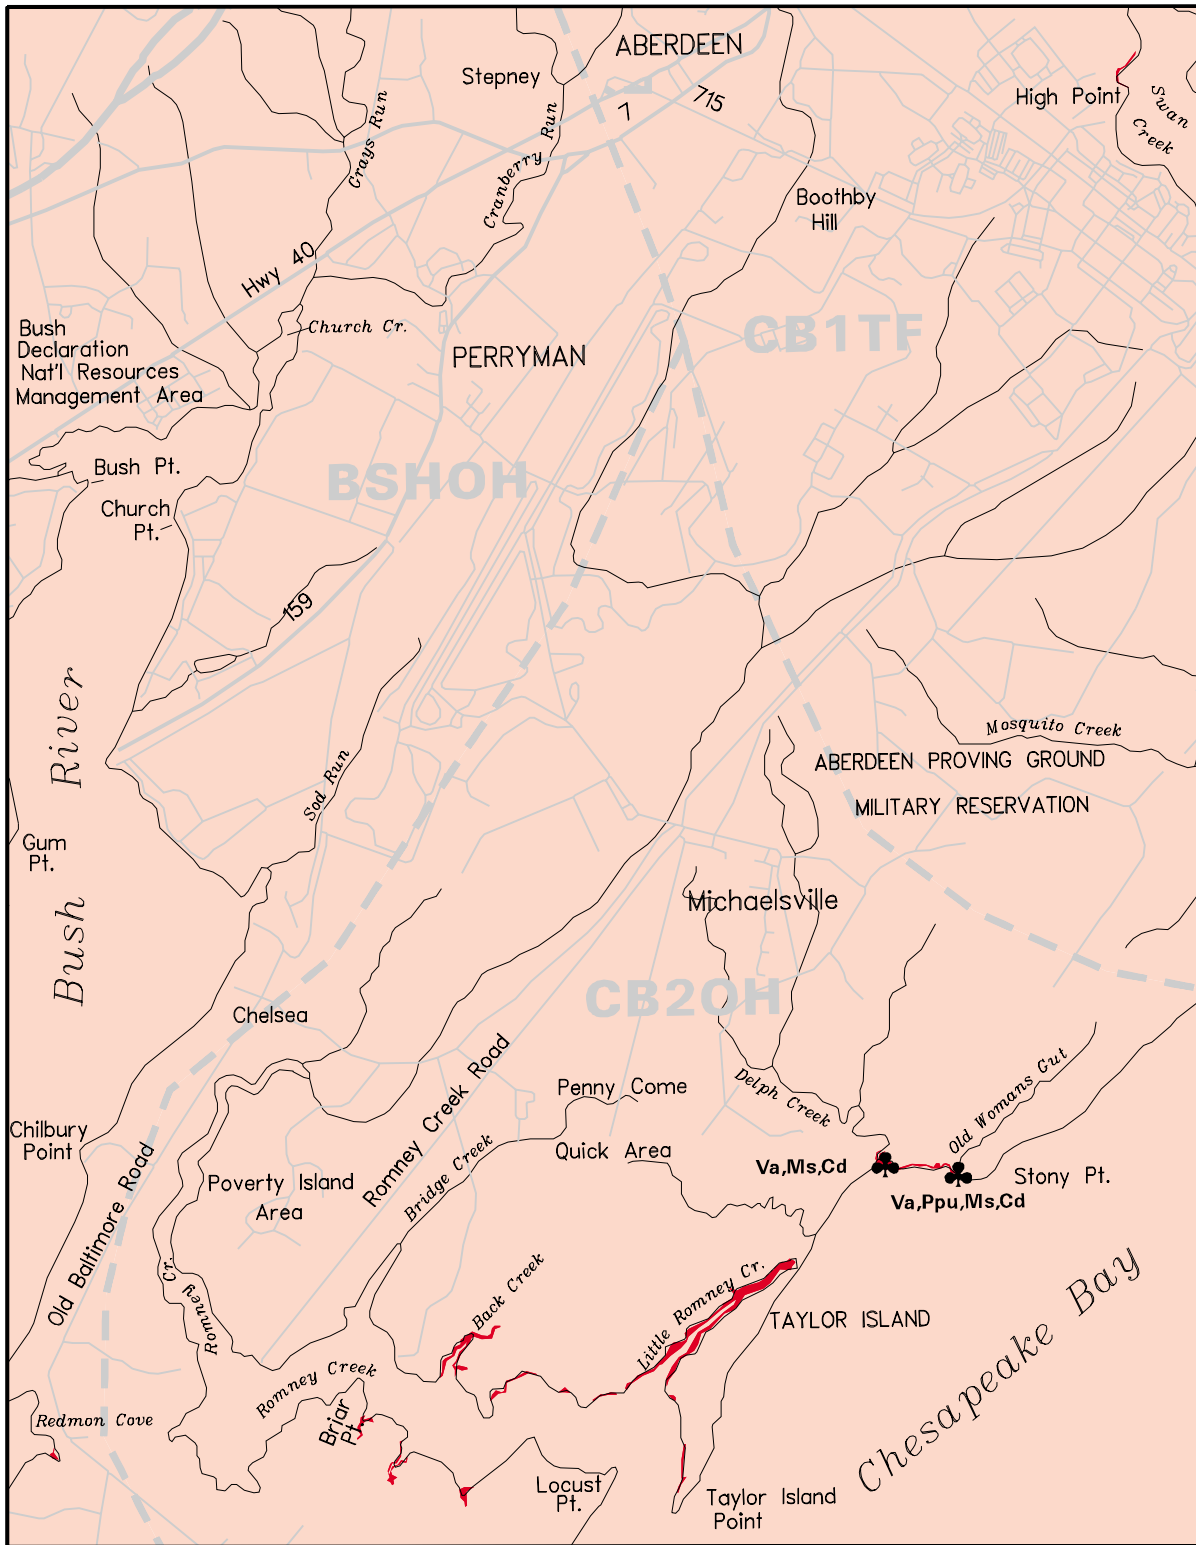 ABERDEEN
Stepney
7
715
High Point
Swan
Creek
Crays Run
Cranberry Run
Boothby
Hill
Hwy 40
Church Cr.
Bush
Declaration
Nat'l Resources
Management Area
PERRYMAN
CB1TF
Bush Pt.
BSHOH
Church
Pt.
159
Bush River
Sod Run
Mosquito Creek
ABERDEEN PROVING GROUND
MILITARY RESERVATION
Gum
Pt.
Michaelsville
CB2OH
Chelsea
Romney Creek Road
Penny Come
Quick Area
Delph Creek
Old Womans Gut
Chilbury
Point
Old Baltimore Road
Poverty Island
Area
Bridge Creek
Va,Ms,Cd
Stony Pt.
Va,Ppu,Ms,Cd
Romney Cr.
Back Creek
Little Romney Cr.
TAYLOR ISLAND
Chesapeake Bay
Romney Creek
Redmon Cove
Briar
Pt
Locust
Pt.
Taylor Island
Point